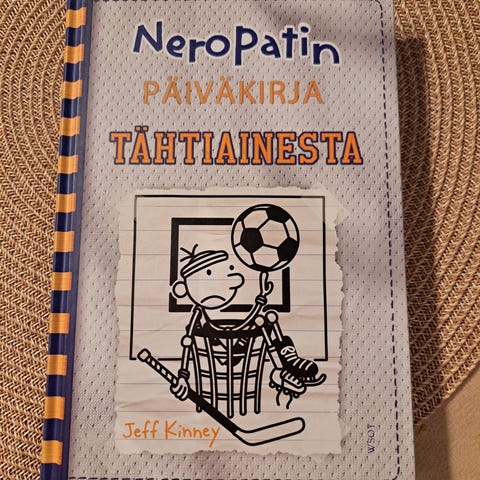 Neropatin
PÄIVÄKIRJA
TÄHTIAINESTA
Jeff Kinney
WSOY